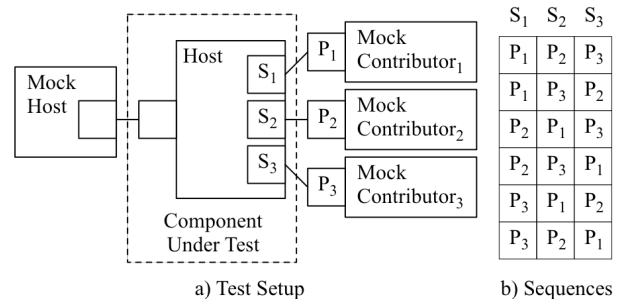 Mock
Host
Host
S₁
S₂
S₃
P₁
P₂
P₃
Mock
Contributor₁
Mock
Contributor₂
Mock
Contributor₃
Component
Under Test
a) Test Setup
S₁ S₂ S₃
P₁ P₂ P₃
P₁ P₃ P₂
P₂ P₁ P₃
P₂ P₃ P₁
P₃ P₁ P₂
P₃ P₂ P₁
b) Sequences